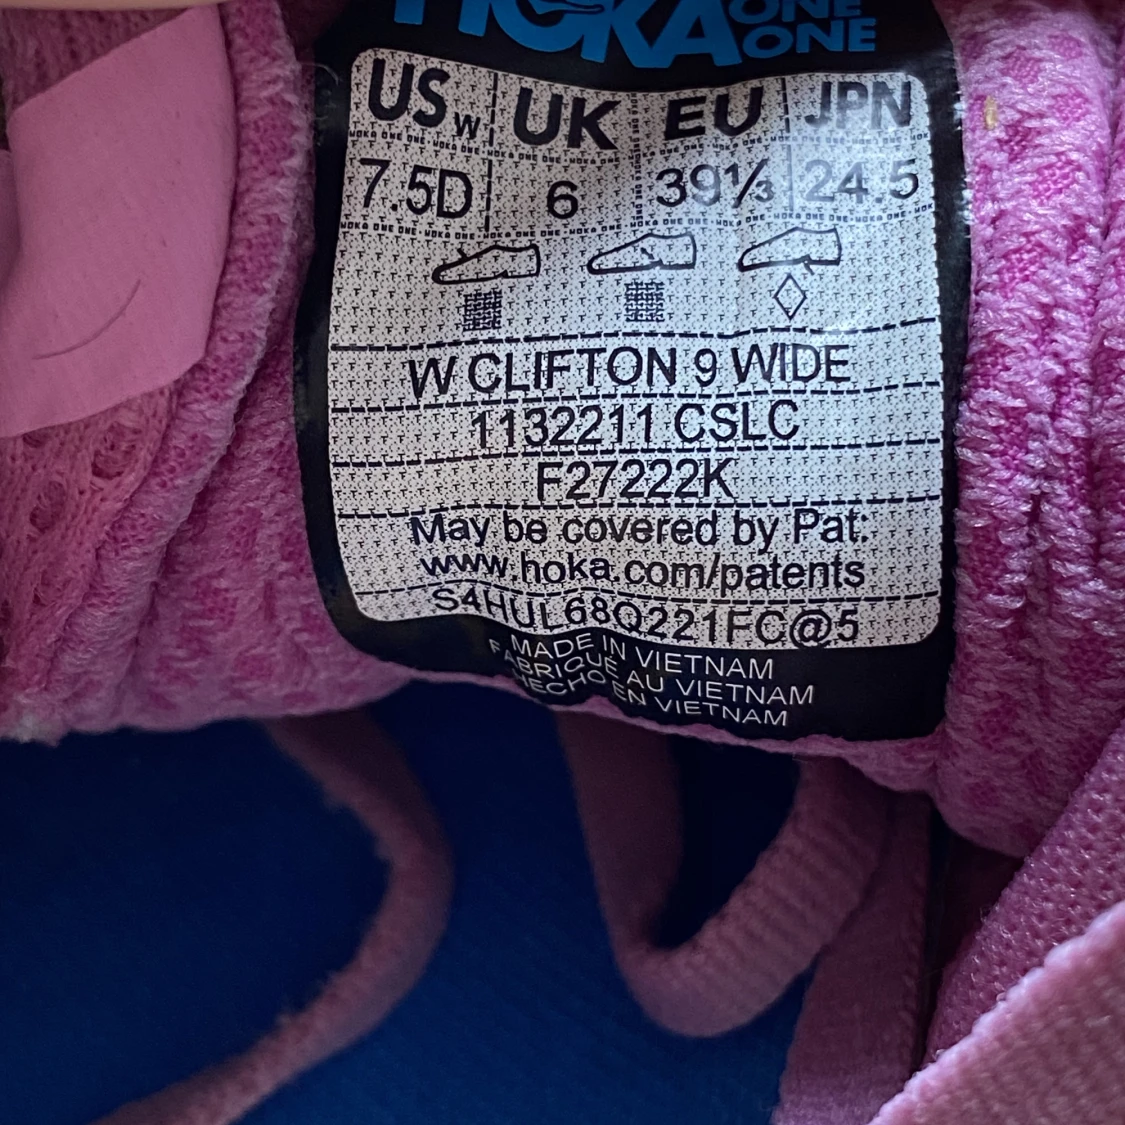 HOKA ONE ONE
US W UK EU JPN
7.5D 6 39⅓ 24.5
W CLIFTON 9 WIDE
1132211 CSLC
F27222K
May be covered by Pat:
www.hoka.com/patents
S4HUL68Q221FC@5
MADE IN VIETNAM
FABRIQUÉ AU VIETNAM
HECHO EN VIETNAM